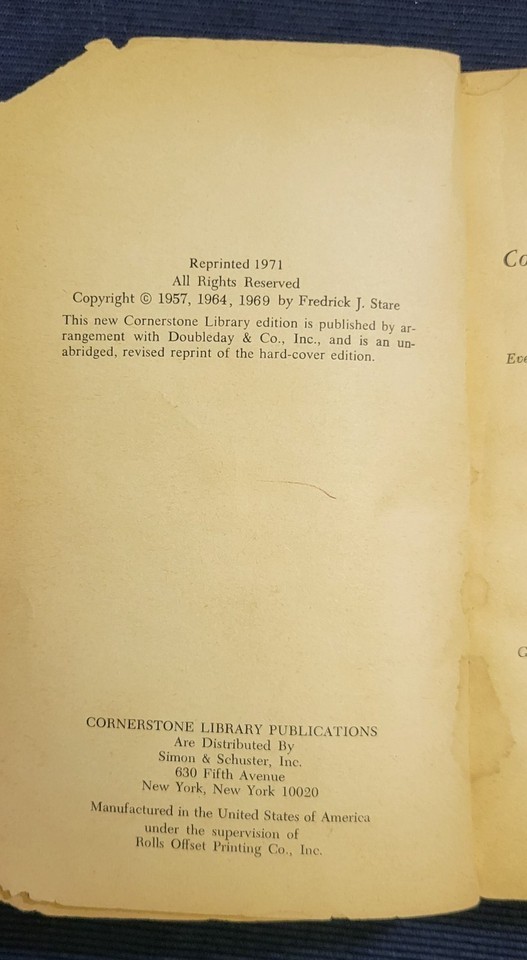 Reprinted 1971
All Rights Reserved
Copyright © 1957, 1964, 1969 by Fredrick J. Stare
This new Cornerstone Library edition is published by ar-
rangement with Doubleday & Co., Inc., and is an un-
abridged, revised reprint of the hard-cover edition.
CORNERSTONE LIBRARY PUBLICATIONS
Are Distributed By
Simon & Schuster, Inc.
630 Fifth Avenue
New York, New York 10020
Manufactured in the United States of America
under the supervision of
Rolls Offset Printing Co., Inc.
Co
Eve